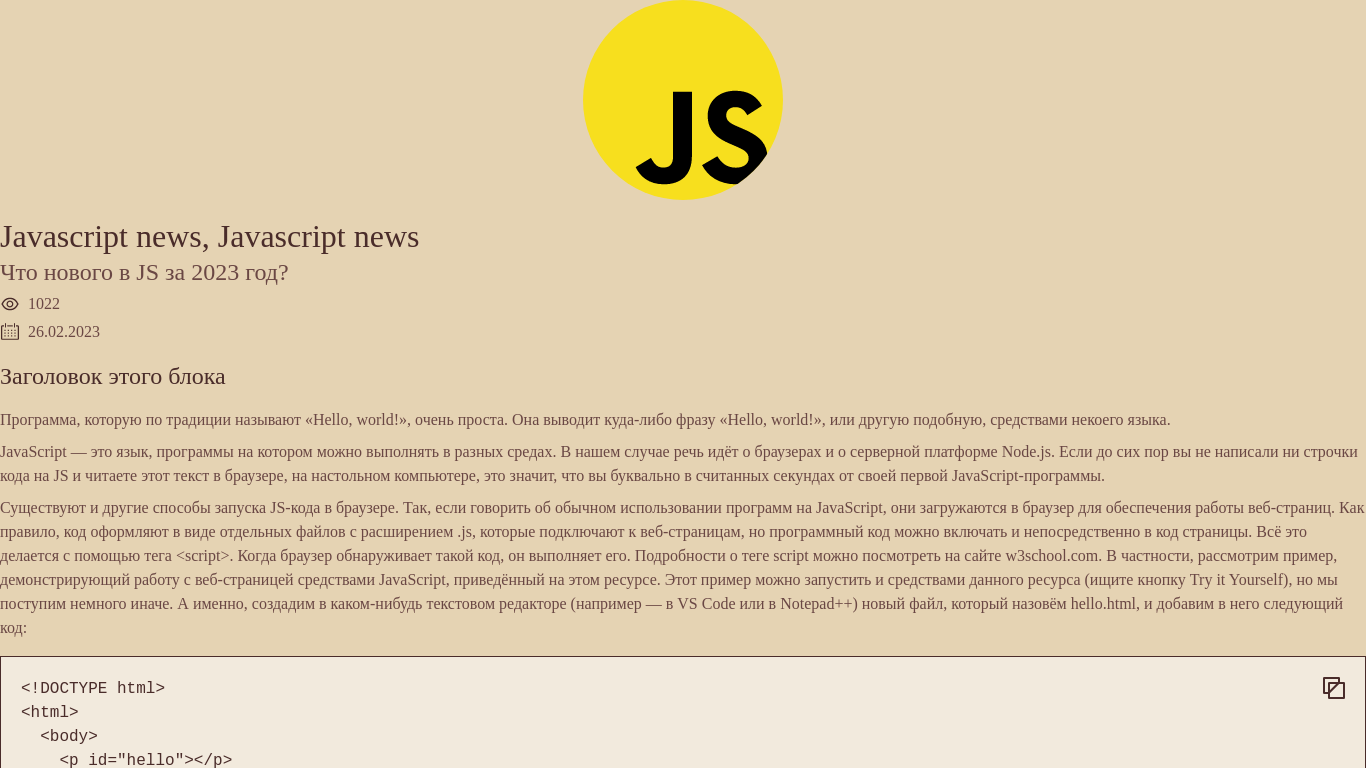 JS
Javascript news, Javascript news
Что нового в JS за 2023 год?
1022
26.02.2023
Заголовок этого блока
Программа, которую по традиции называют «Hello, world!», очень проста. Она выводит куда-либо фразу «Hello, world!», или другую подобную, средствами некоего языка.
JavaScript — это язык, программы на котором можно выполнять в разных средах. В нашем случае речь идёт о браузерах и о серверной платформе Node.js. Если до сих пор вы не написали ни строчки
кода на JS и читаете этот текст в браузере, на настольном компьютере, это значит, что вы буквально в считанных секундах от своей первой JavaScript-программы.
Существуют и другие способы запуска JS-кода в браузере. Так, если говорить об обычном использовании программ на JavaScript, они загружаются в браузер для обеспечения работы веб-страниц. Как
правило, код оформляют в виде отдельных файлов с расширением .js, которые подключают к веб-страницам, но программный код можно включать и непосредственно в код страницы. Всё это
делается с помощью тега <script>. Когда браузер обнаруживает такой код, он выполняет его. Подробности о теге script можно посмотреть на сайте w3school.com. В частности, рассмотрим пример,
демонстрирующий работу с веб-страницей средствами JavaScript, приведённый на этом ресурсе. Этот пример можно запустить и средствами данного ресурса (ищите кнопку Try it Yourself), но мы
поступим немного иначе. А именно, создадим в каком-нибудь текстовом редакторе (например — в VS Code или в Notepad++) новый файл, который назовём hello.html, и добавим в него следующий
код:
<!DOCTYPE html>
<html>
  <body>
    <p id="hello"></p>